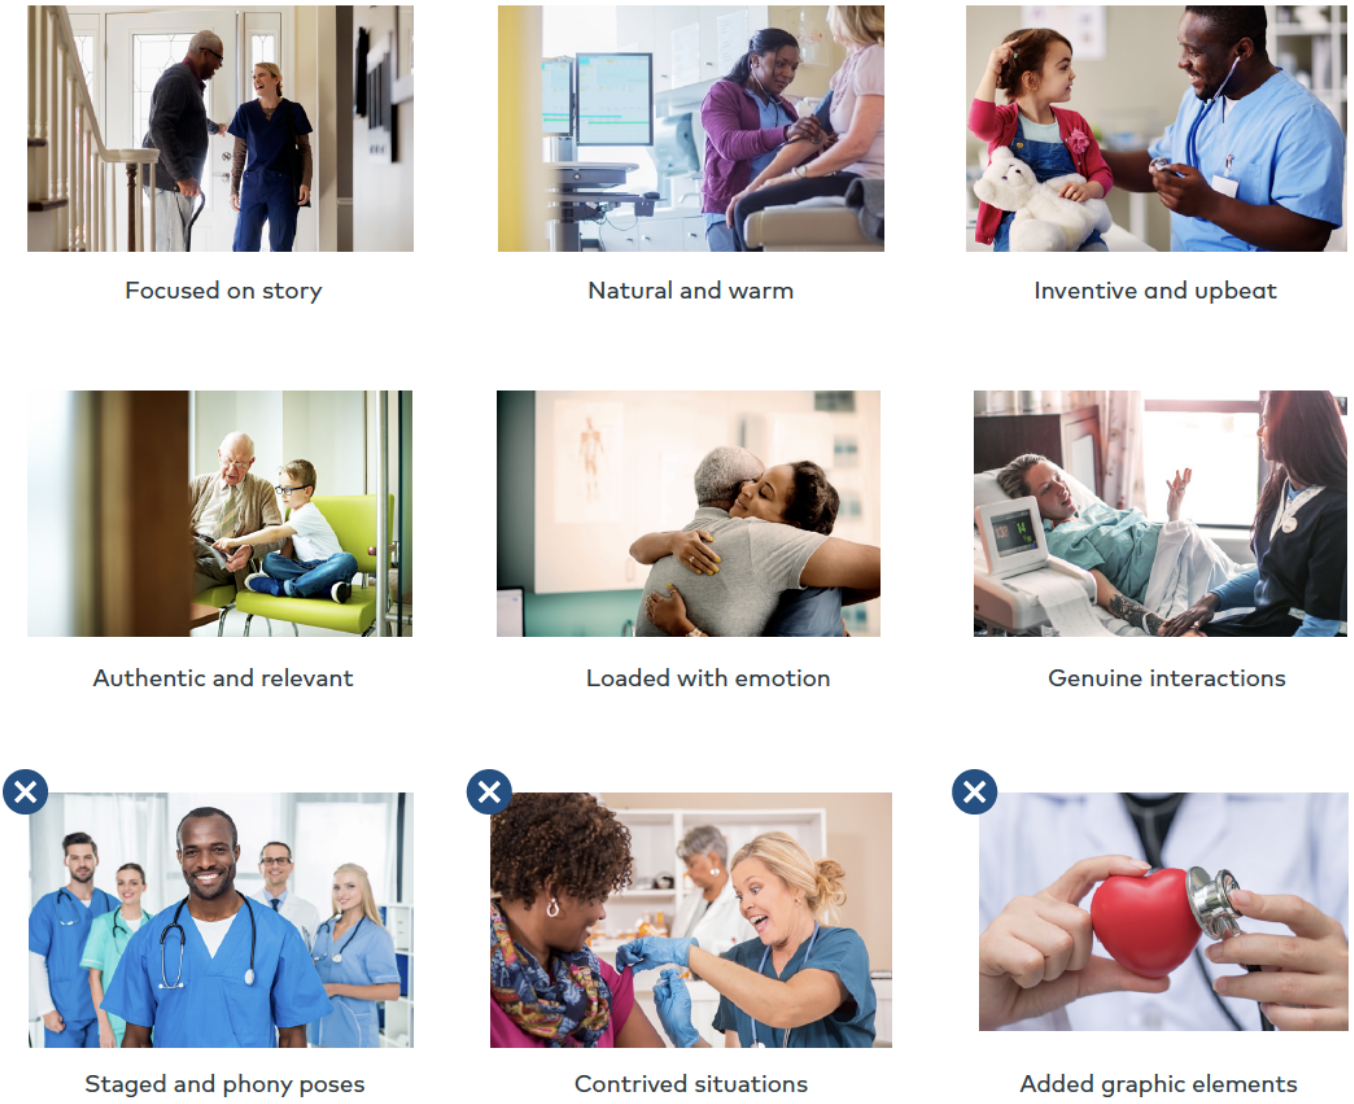 Focused on story
Natural and warm
Inventive and upbeat
Authentic and relevant
Loaded with emotion
Genuine interactions
Staged and phony poses
Contrived situations
Added graphic elements